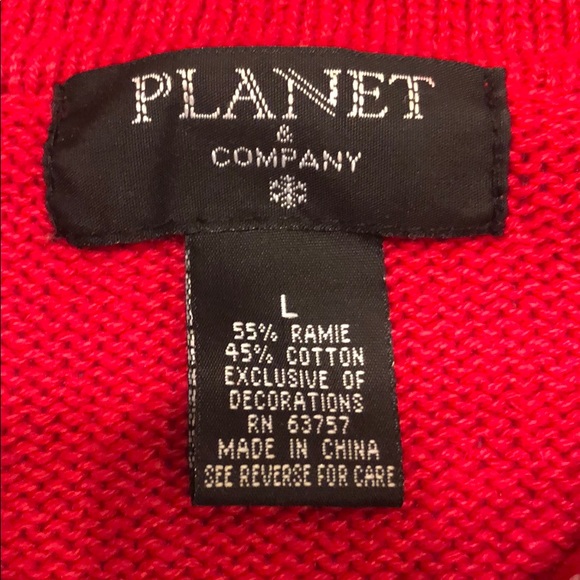 PLANET
&
COMPANY
L
55% RAMIE
45% COTTON
EXCLUSIVE OF
DECORATIONS
RN 63757
MADE IN CHINA
SEE REVERSE FOR CARE